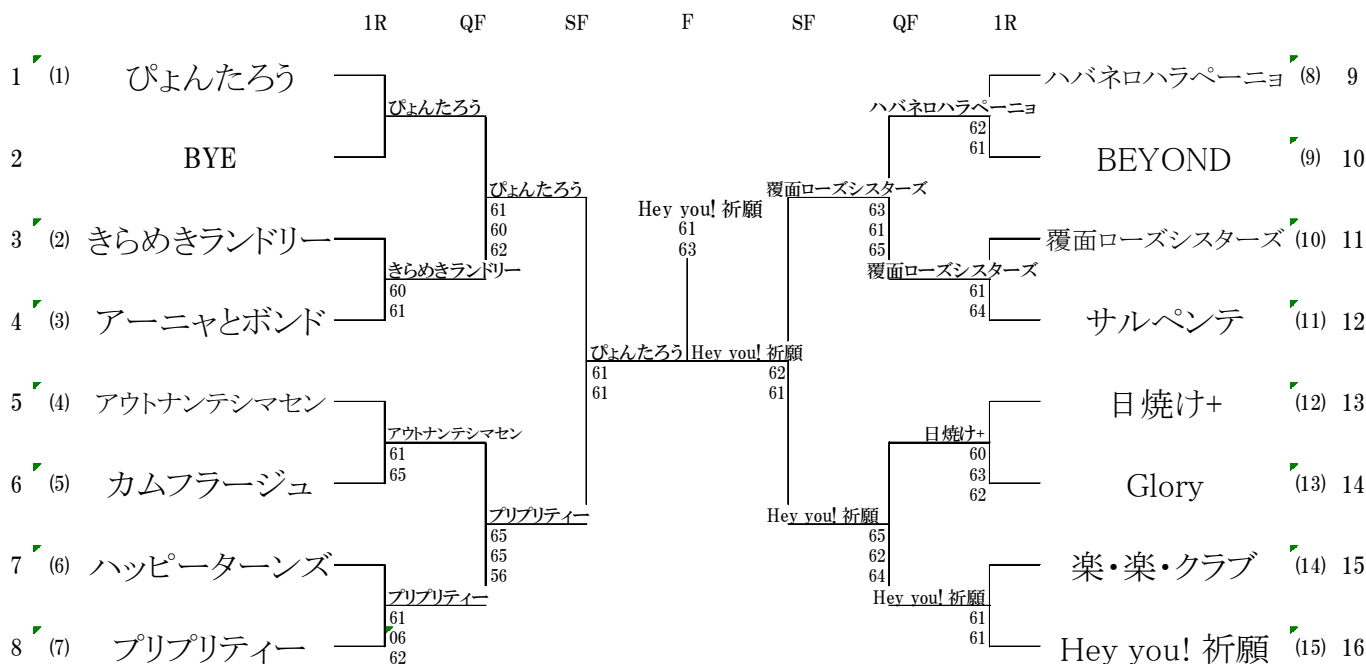 1R QF SF F SF QF 1R
1 (1) ぴょんたろう ハバネロハラペーニョ (8) 9
ぴょんたろう ハバネロハラペーニョ
62
2 BYE 61 BEYOND (9) 10
ぴょんたろう 覆面ローズシスターズ
61 Hey you! 祈願 63
60 61 61
3 (2) きらめきランドリー 62 63 65 覆面ローズシスターズ (10) 11
きらめきランドリー 覆面ローズシスターズ
60 61
4 (3) アーニャとボンド 61 64 サルペンテ (11) 12
ぴょんたろう Hey you! 祈願
61 62
61 61
5 (4) アウトナンテシマセン 日焼け+ (12) 13
アウトナンテシマセン 日焼け+
61 60
6 (5) カムフラージュ 65 63 Glory (13) 14
62
プリプリティー Hey you! 祈願
65 65
65 62
7 (6) ハッピーターンズ 56 64 楽・楽・クラブ (14) 15
プリプリティー Hey you! 祈願
61 61
8 (7) プリプリティー 06 61 Hey you! 祈願 (15) 16
62